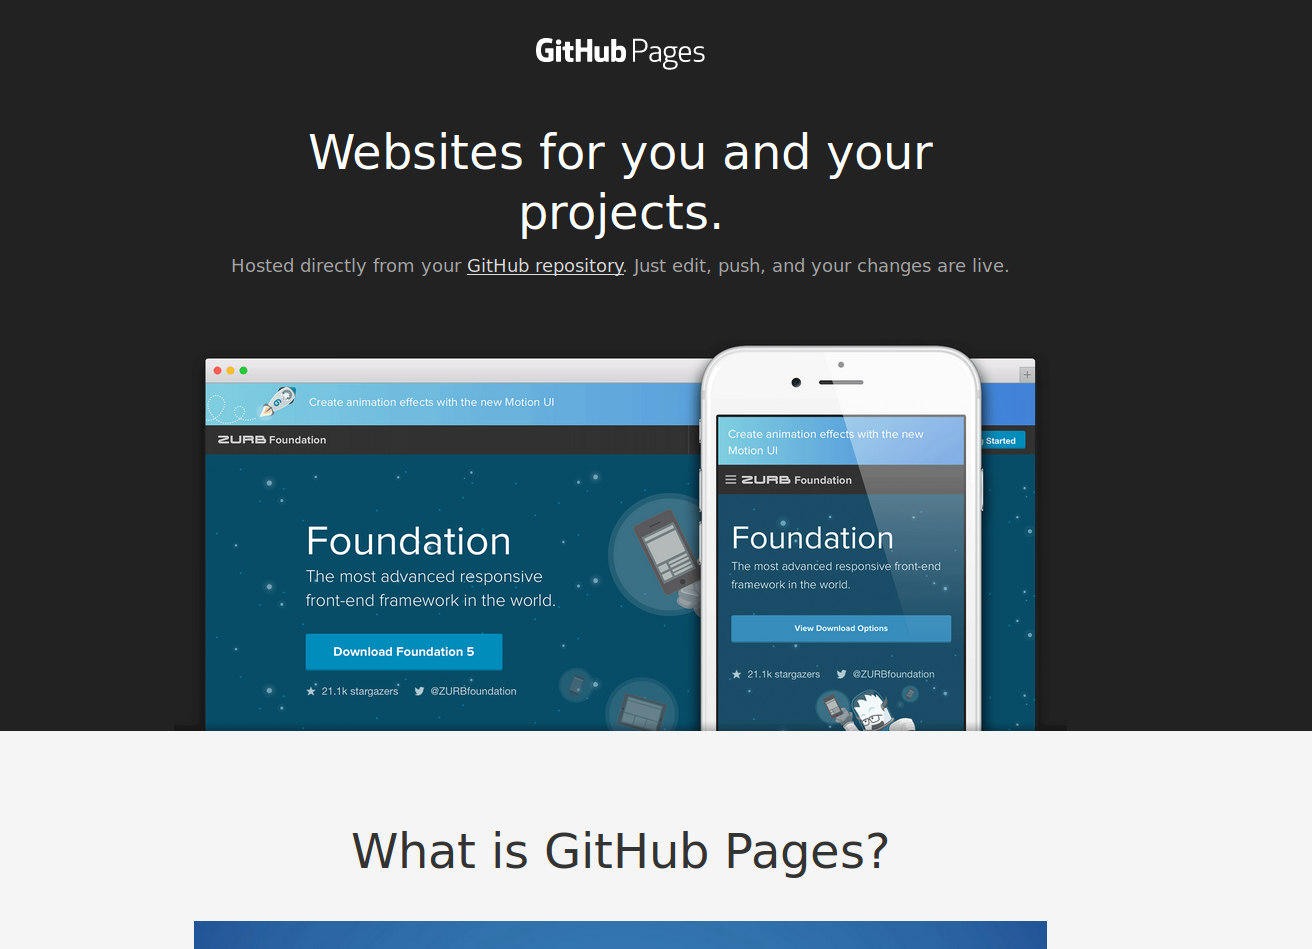 GitHub Pages
Websites for you and your
projects.
Hosted directly from your GitHub repository. Just edit, push, and your changes are live.
Create animation effects with the new Motion UI
ZURB Foundation
Foundation
The most advanced responsive
front-end framework in the world.
Download Foundation 5
21.1k stargazers @ZURBfoundation
Started
Create animation effects with the new
Motion UI
ZURB Foundation
Foundation
The most advanced responsive front-end
framework in the world.
View Download Options
21.1k stargazers @ZURBfoundation
What is GitHub Pages?